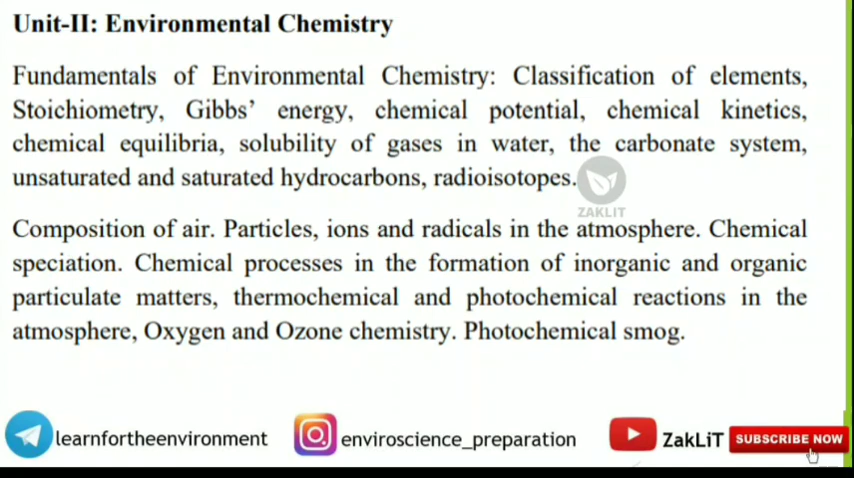 Unit-II: Environmental Chemistry
Fundamentals of Environmental Chemistry: Classification of elements,
Stoichiometry, Gibbs' energy, chemical potential, chemical kinetics,
chemical equilibria, solubility of gases in water, the carbonate system,
unsaturated and saturated hydrocarbons, radioisotopes.
ZAKLIT
Composition of air. Particles, ions and radicals in the atmosphere. Chemical
speciation. Chemical processes in the formation of inorganic and organic
particulate matters, thermochemical and photochemical reactions in the
atmosphere, Oxygen and Ozone chemistry. Photochemical smog.
learnfortheenvironment enviroscience_preparation ZakLiT SUBSCRIBE NOW